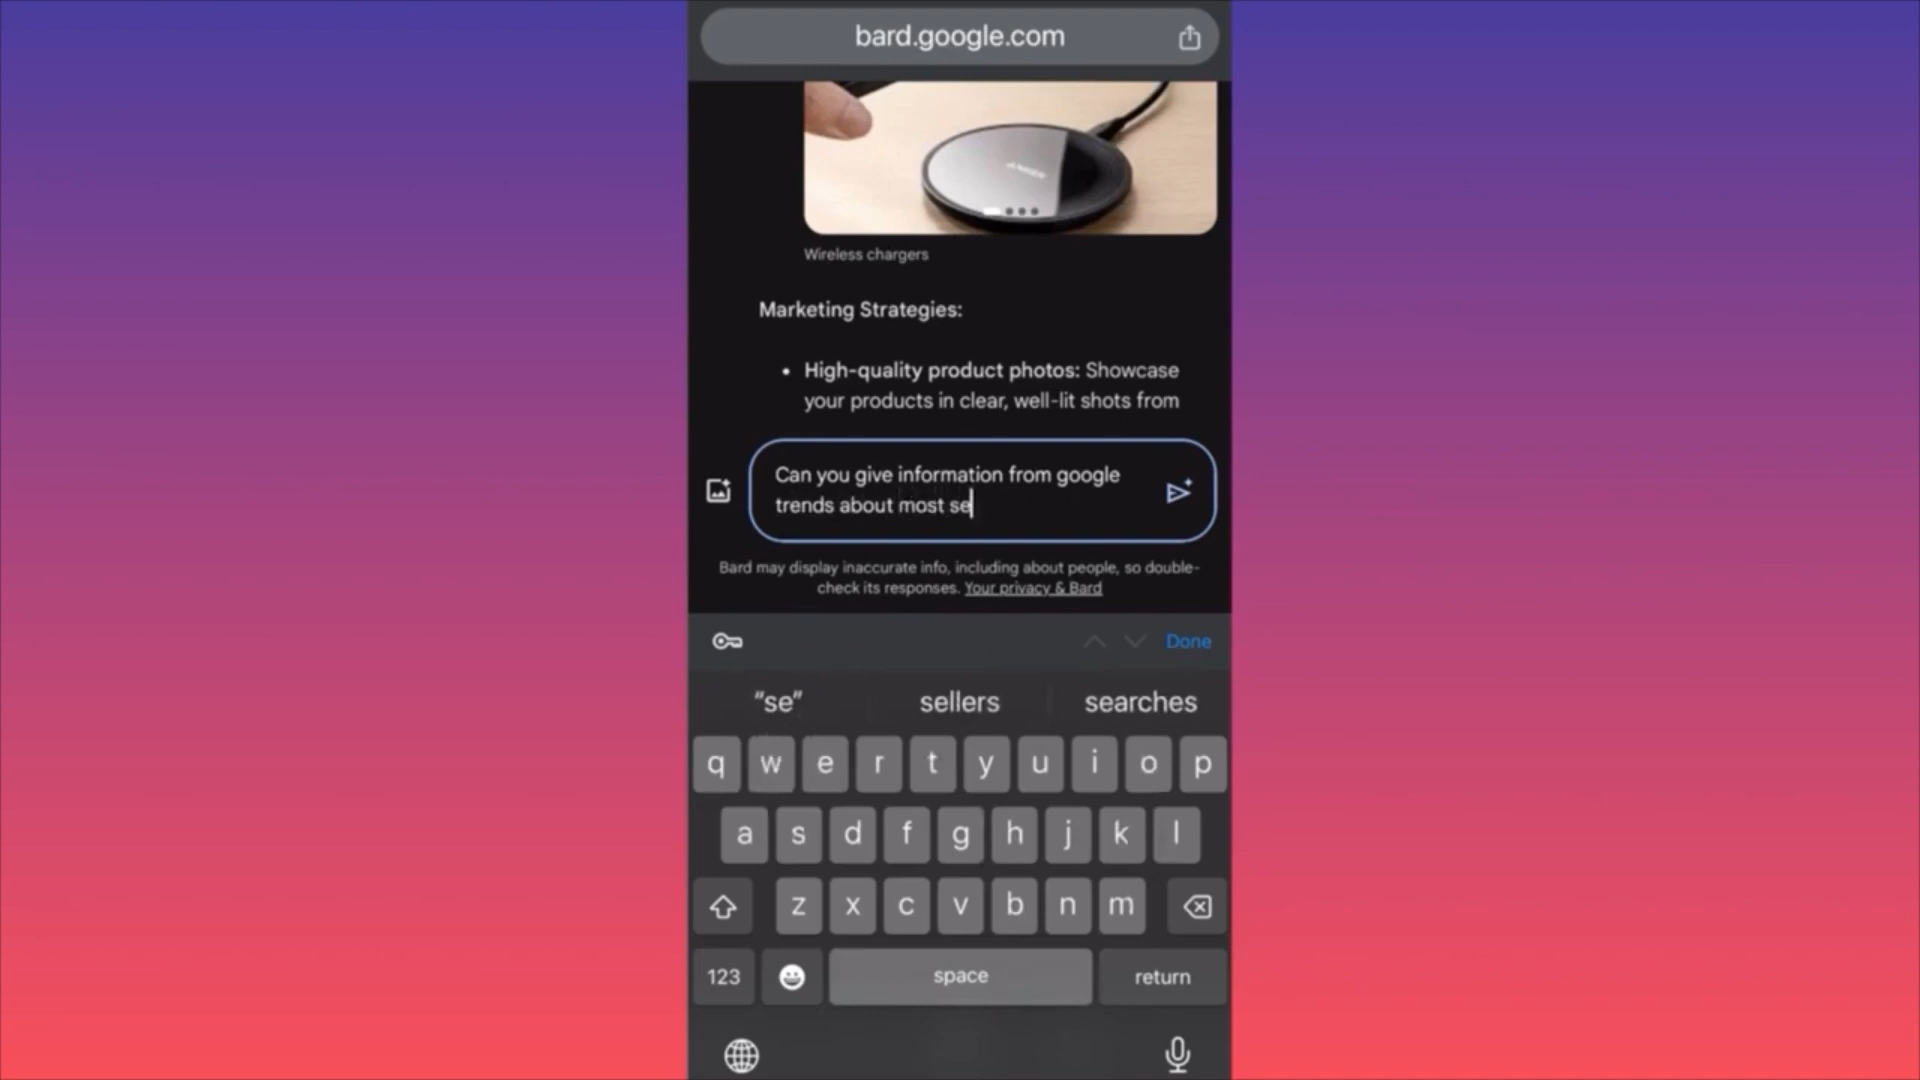 bard.google.com
ANKER
Wireless chargers
Marketing Strategies:
• High-quality product photos: Showcase
your products in clear, well-lit shots from
Can you give information from google
trends about most se
Bard may display inaccurate info, including about people, so double-
check its responses. Your privacy & Bard
Done
“se” sellers searches
q w e r t y u i o p
a s d f g h j k l
z x c v b n m
123 space return